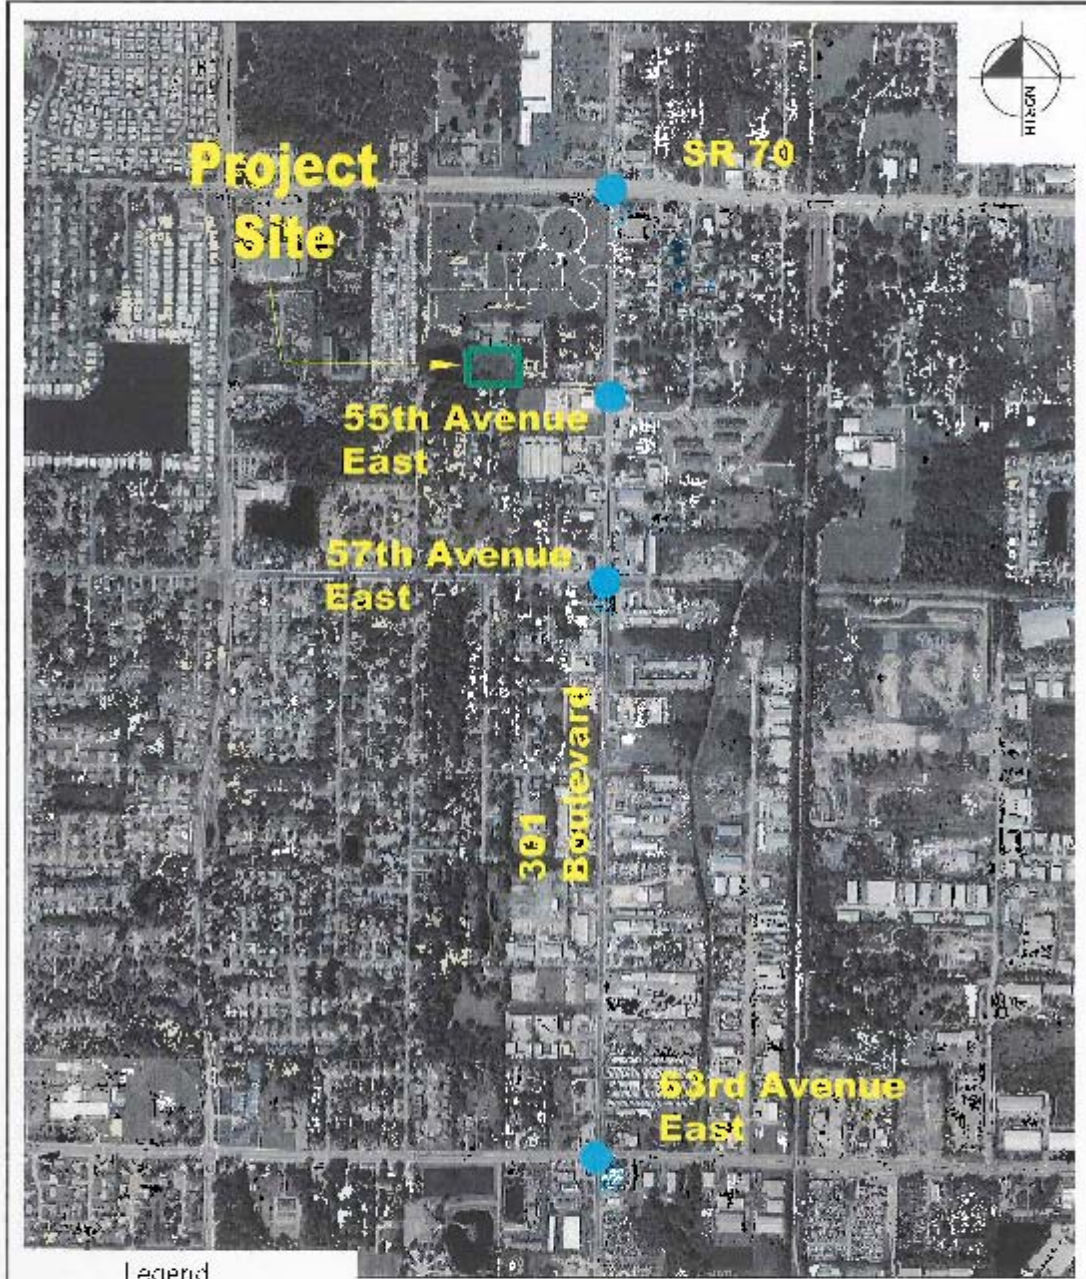 NORTH
SR 70
Project
Site
55th Avenue
East
57th Avenue
East
301
Boulevard
63rd Avenue
East
Legend